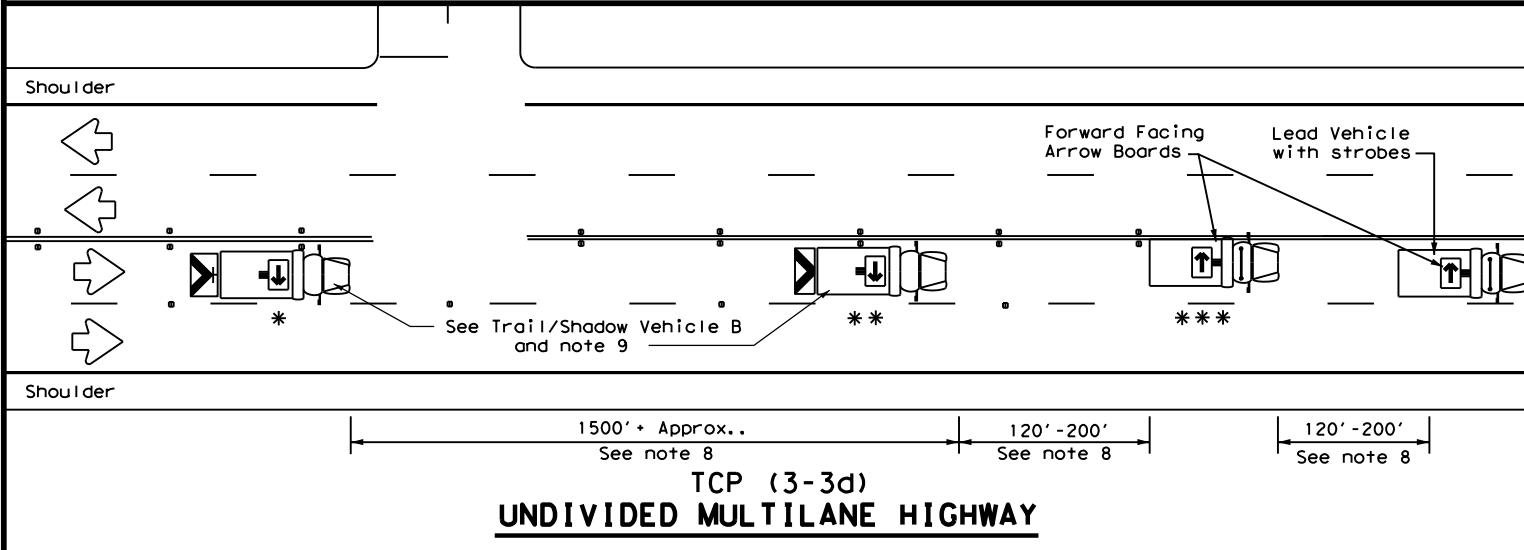 Shoulder
Forward Facing
Arrow Boards
Lead Vehicle
with strobes
*
**
***
See Trail/Shadow Vehicle B
and note 9
Shoulder
1500'+ Approx..
See note 8
120'-200'
See note 8
120'-200'
See note 8
TCP (3-3d)
UNDIVIDED MULTILANE HIGHWAY